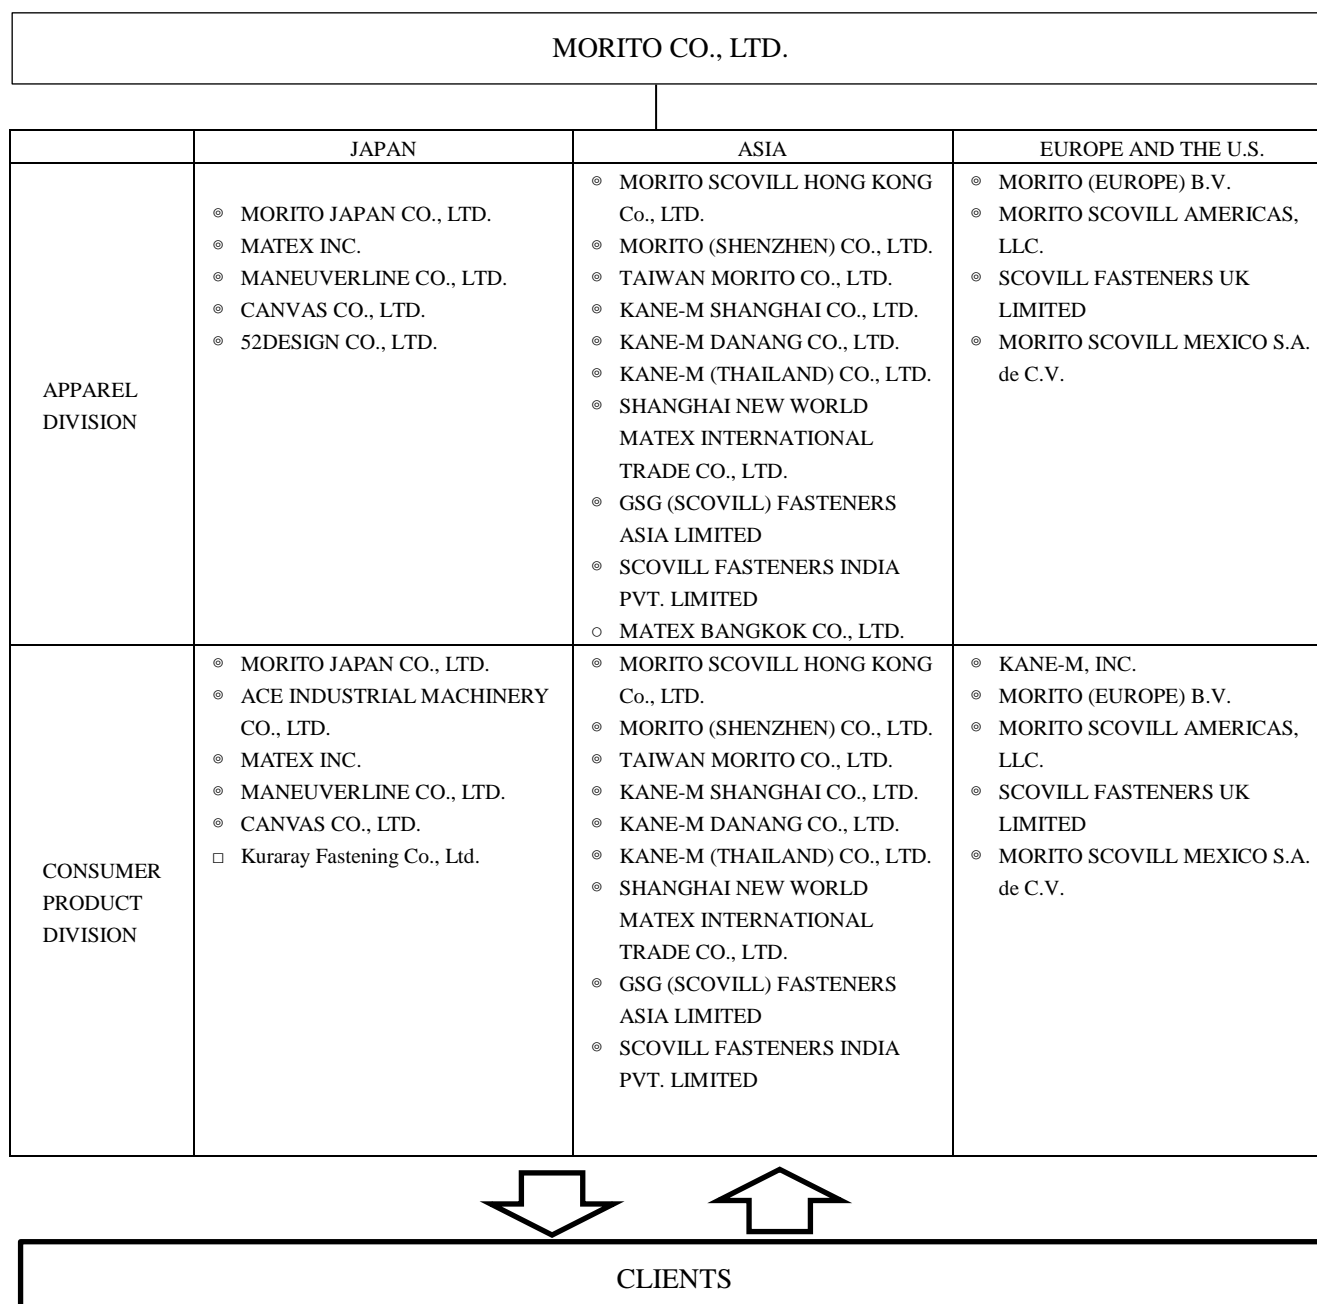 MORITO CO., LTD.
JAPAN
ASIA
EUROPE AND THE U.S.
APPAREL
DIVISION
◎ MORITO JAPAN CO., LTD.
◎ MATEX INC.
◎ MANEUVERLINE CO., LTD.
◎ CANVAS CO., LTD.
◎ 52DESIGN CO., LTD.
◎ MORITO SCOVILL HONG KONG
Co., LTD.
◎ MORITO (SHENZHEN) CO., LTD.
◎ TAIWAN MORITO CO., LTD.
◎ KANE-M SHANGHAI CO., LTD.
◎ KANE-M DANANG CO., LTD.
◎ KANE-M (THAILAND) CO., LTD.
◎ SHANGHAI NEW WORLD
MATEX INTERNATIONAL
TRADE CO., LTD.
◎ GSG (SCOVILL) FASTENERS
ASIA LIMITED
◎ SCOVILL FASTENERS INDIA
PVT. LIMITED
○ MATEX BANGKOK CO., LTD.
◎ MORITO (EUROPE) B.V.
◎ MORITO SCOVILL AMERICAS,
LLC.
◎ SCOVILL FASTENERS UK
LIMITED
◎ MORITO SCOVILL MEXICO S.A.
de C.V.
CONSUMER
PRODUCT
DIVISION
◎ MORITO JAPAN CO., LTD.
◎ ACE INDUSTRIAL MACHINERY
CO., LTD.
◎ MATEX INC.
◎ MANEUVERLINE CO., LTD.
◎ CANVAS CO., LTD.
□ Kuraray Fastening Co., Ltd.
◎ MORITO SCOVILL HONG KONG
Co., LTD.
◎ MORITO (SHENZHEN) CO., LTD.
◎ TAIWAN MORITO CO., LTD.
◎ KANE-M SHANGHAI CO., LTD.
◎ KANE-M DANANG CO., LTD.
◎ KANE-M (THAILAND) CO., LTD.
◎ SHANGHAI NEW WORLD
MATEX INTERNATIONAL
TRADE CO., LTD.
◎ GSG (SCOVILL) FASTENERS
ASIA LIMITED
◎ SCOVILL FASTENERS INDIA
PVT. LIMITED
◎ KANE-M, INC.
◎ MORITO (EUROPE) B.V.
◎ MORITO SCOVILL AMERICAS,
LLC.
◎ SCOVILL FASTENERS UK
LIMITED
◎ MORITO SCOVILL MEXICO S.A.
de C.V.
CLIENTS